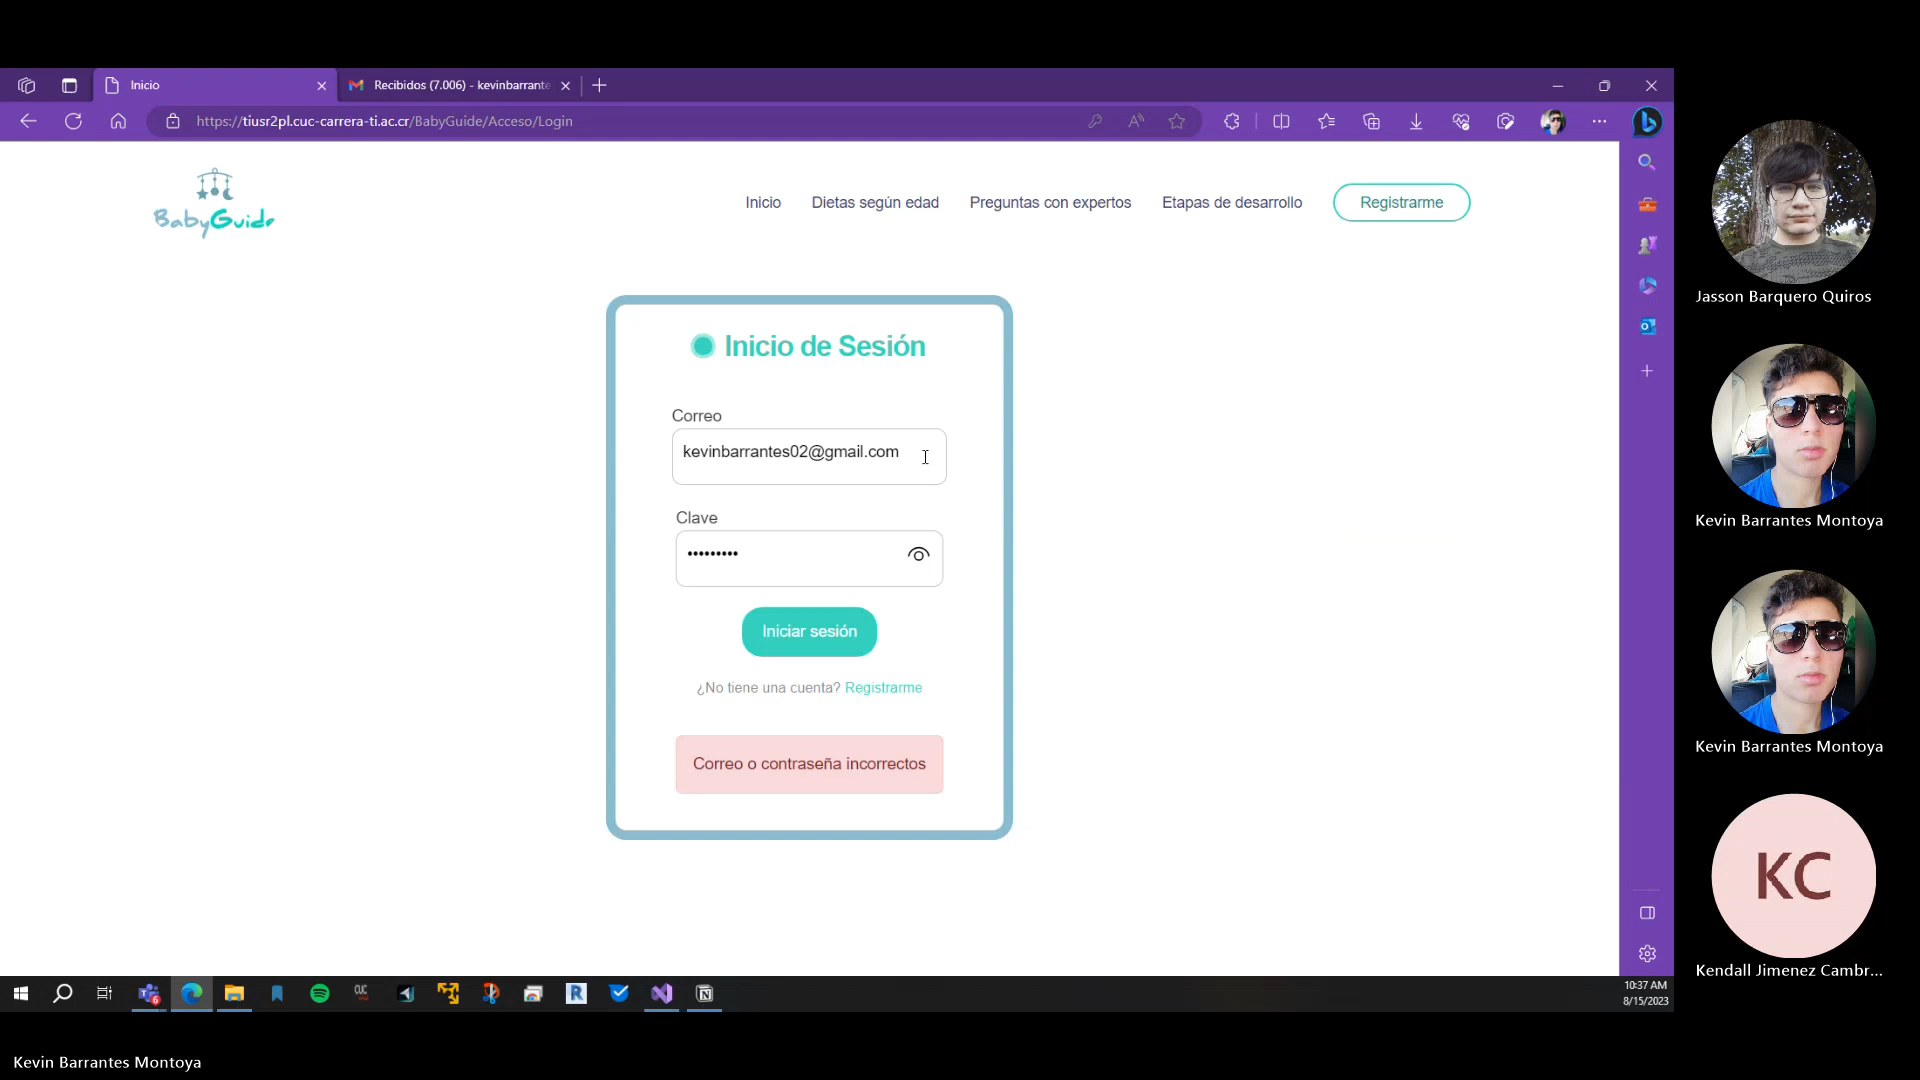 Inicio
Recibidos (7.006) - kevinbarrante
https://tiusr2pl.cuc-carrera-ti.ac.cr/BabyGuide/Acceso/Login
BabyGuide
Inicio
Dietas según edad
Preguntas con expertos
Etapas de desarrollo
Registrarme
Inicio de Sesión
Correo
kevinbarrantes02@gmail.com
Clave
•••••••••
Iniciar sesión
¿No tiene una cuenta? Registrarme
Correo o contraseña incorrectos
Jasson Barquero Quiros
Kevin Barrantes Montoya
Kevin Barrantes Montoya
KC
Kendall Jimenez Cambr...
CUC
10:37 AM
8/15/2023
Kevin Barrantes Montoya